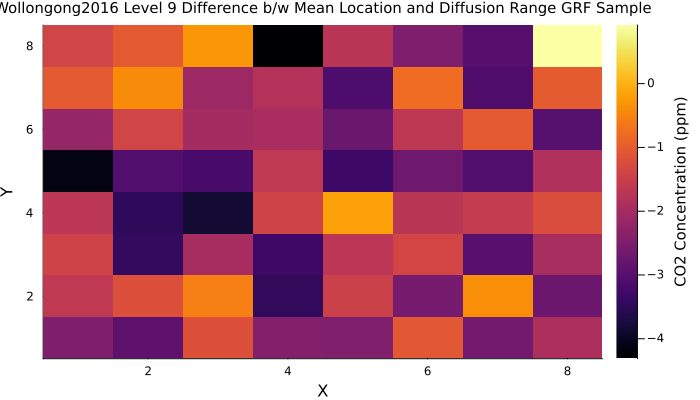 Wollongong2016 Level 9 Difference b/w Mean Location and Diffusion Range GRF Sample
8
6
4
2
Y
2 4 6 8
X
0
−1
−2
−3
−4
CO2 Concentration (ppm)